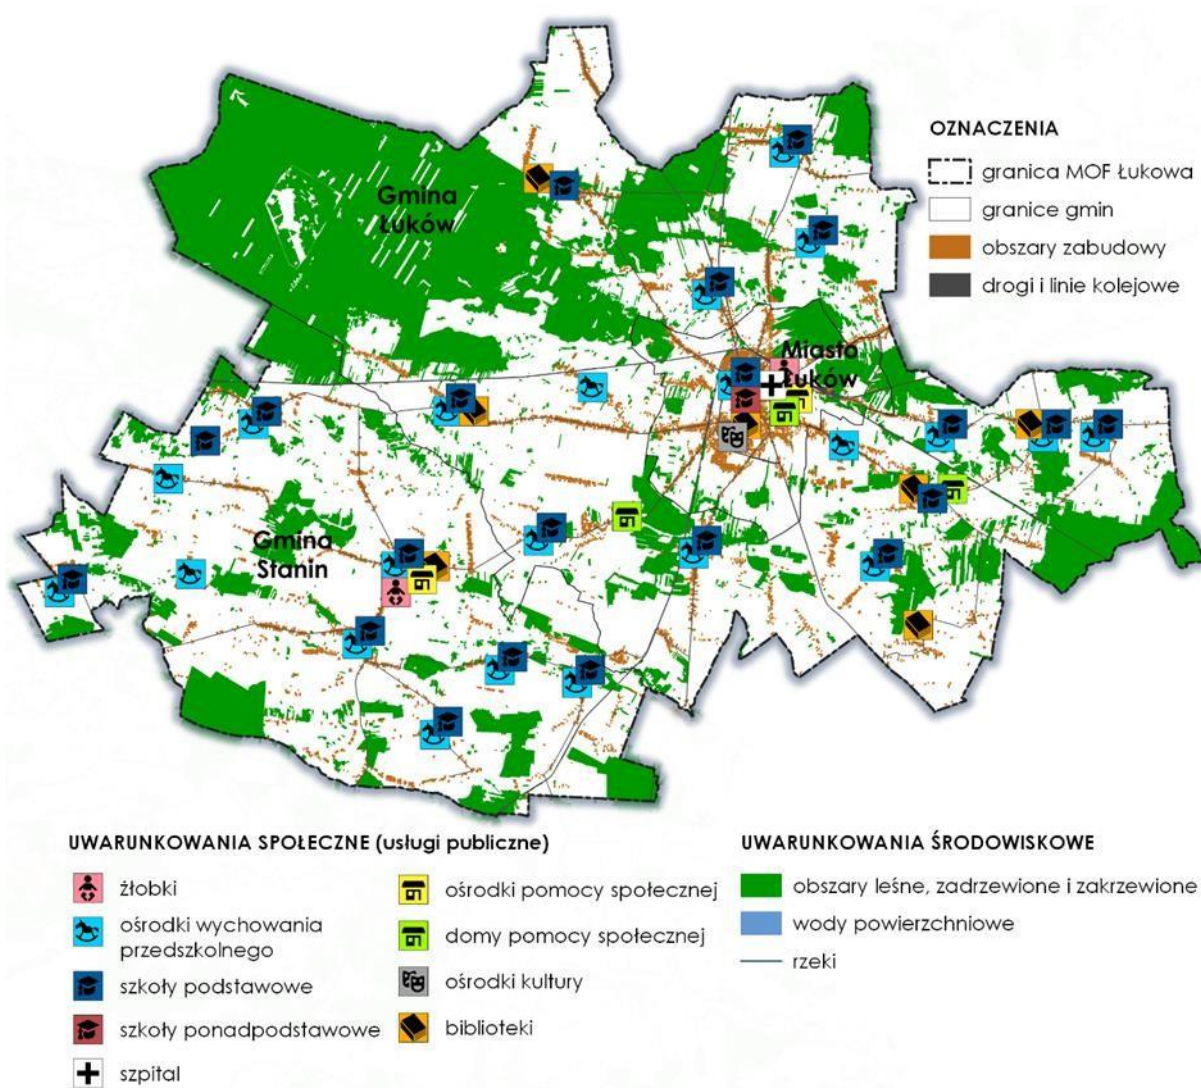 Gmina
Łuków
Miasto
Łuków
Gmina
Stanin
OZNACZENIA
granica MOF Łukowa
granice gmin
obszary zabudowy
drogi i linie kolejowe
UWARUNKOWANIA SPOŁECZNE (usługi publiczne)
żłobki
ośrodki wychowania
przedszkolnego
szkoły podstawowe
szkoły ponadpodstawowe
szpital
ośrodki pomocy społecznej
domy pomocy społecznej
ośrodki kultury
biblioteki
UWARUNKOWANIA ŚRODOWISKOWE
obszary leśne, zadrzewione i zakrzewione
wody powierzchniowe
rzeki